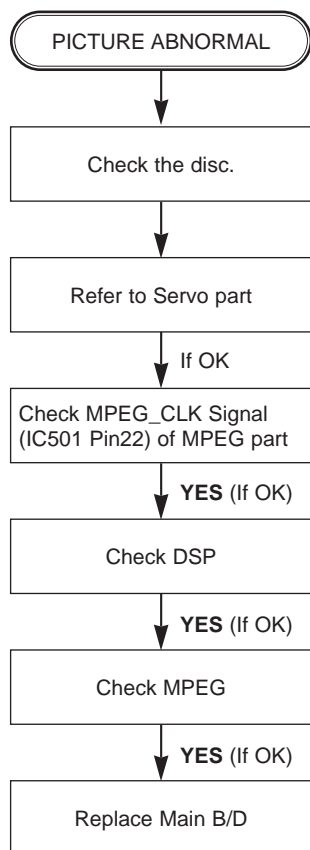 PICTURE ABNORMAL
Check the disc.
Refer to Servo part
If OK
Check MPEG_CLK Signal
(IC501 Pin22) of MPEG part
YES (If OK)
Check DSP
YES (If OK)
Check MPEG
YES (If OK)
Replace Main B/D